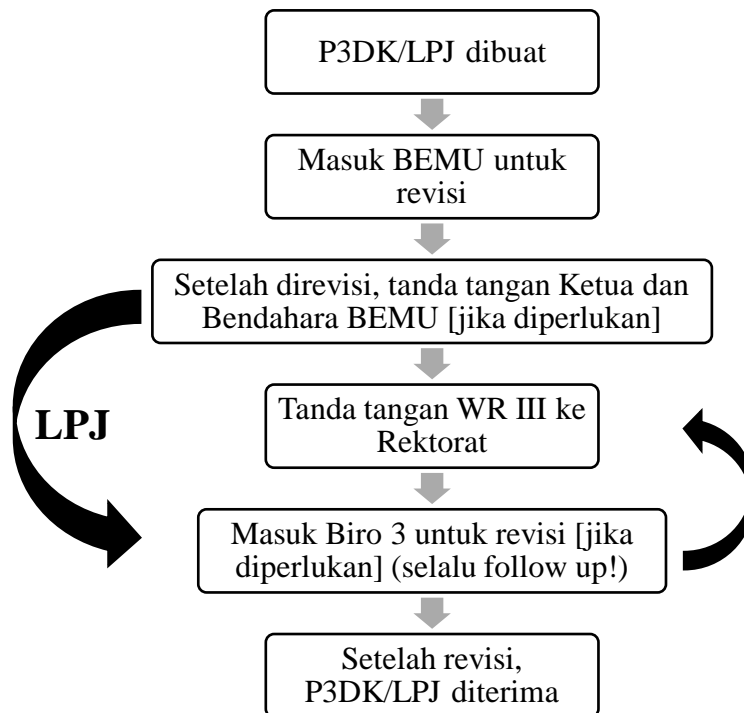 P3DK/LPJ dibuat
Masuk BEMU untuk
revisi
Setelah direvisi, tanda tangan Ketua dan
Bendahara BEMU [jika diperlukan]
LPJ
Tanda tangan WR III ke
Rektorat
Masuk Biro 3 untuk revisi [jika
diperlukan] (selalu follow up!)
Setelah revisi,
P3DK/LPJ diterima